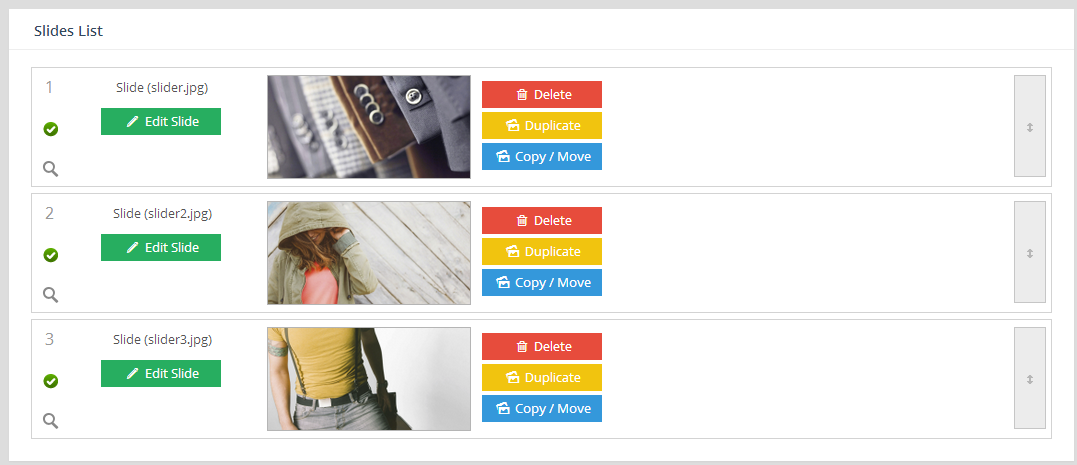 Slides List
1
Slide (slider.jpg)
Edit Slide
Delete
Duplicate
Copy / Move
2
Slide (slider2.jpg)
Edit Slide
Delete
Duplicate
Copy / Move
3
Slide (slider3.jpg)
Edit Slide
Delete
Duplicate
Copy / Move